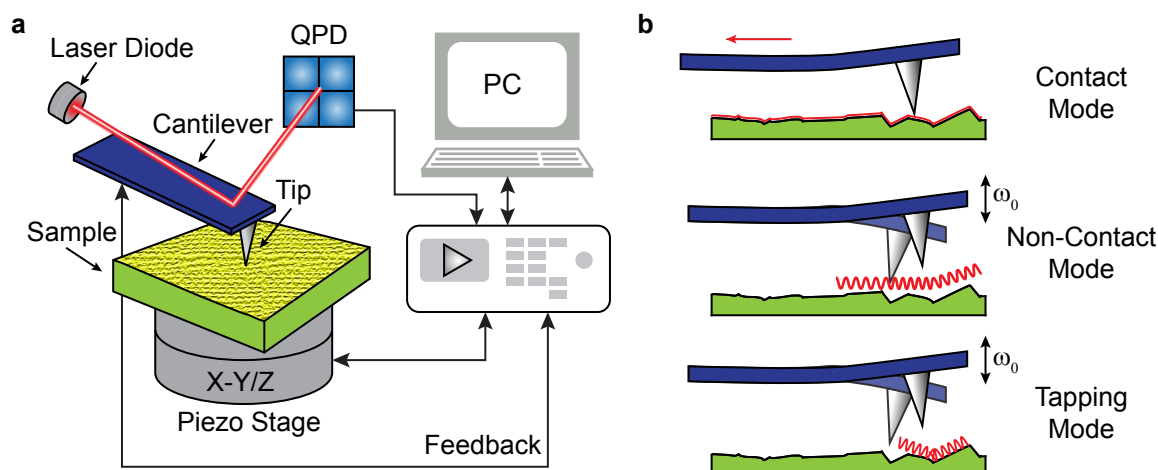 a
Laser Diode
QPD
PC
Cantilever
Tip
Sample
X-Y/Z
Piezo Stage
Feedback
b
Contact
Mode
ω₀
Non-Contact
Mode
ω₀
Tapping
Mode